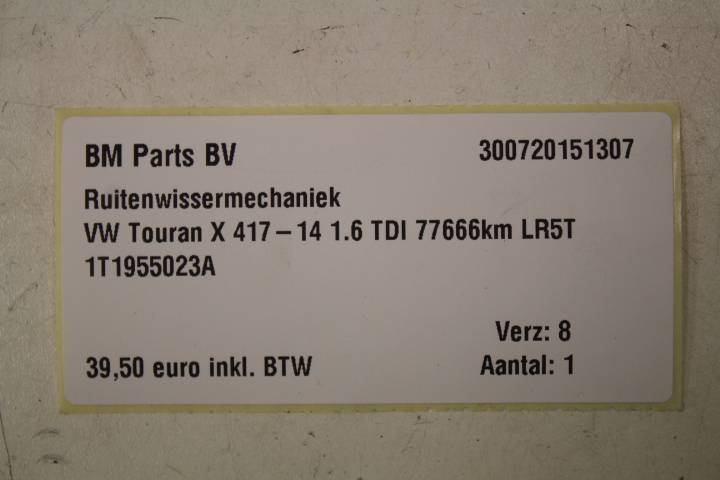 BM Parts BV 300720151307
Ruitenwissermechaniek
VW Touran X 417-14 1.6 TDI 77666km LR5T
1T1955023A
Verz: 8
39,50 euro inkl. BTW Aantal: 1